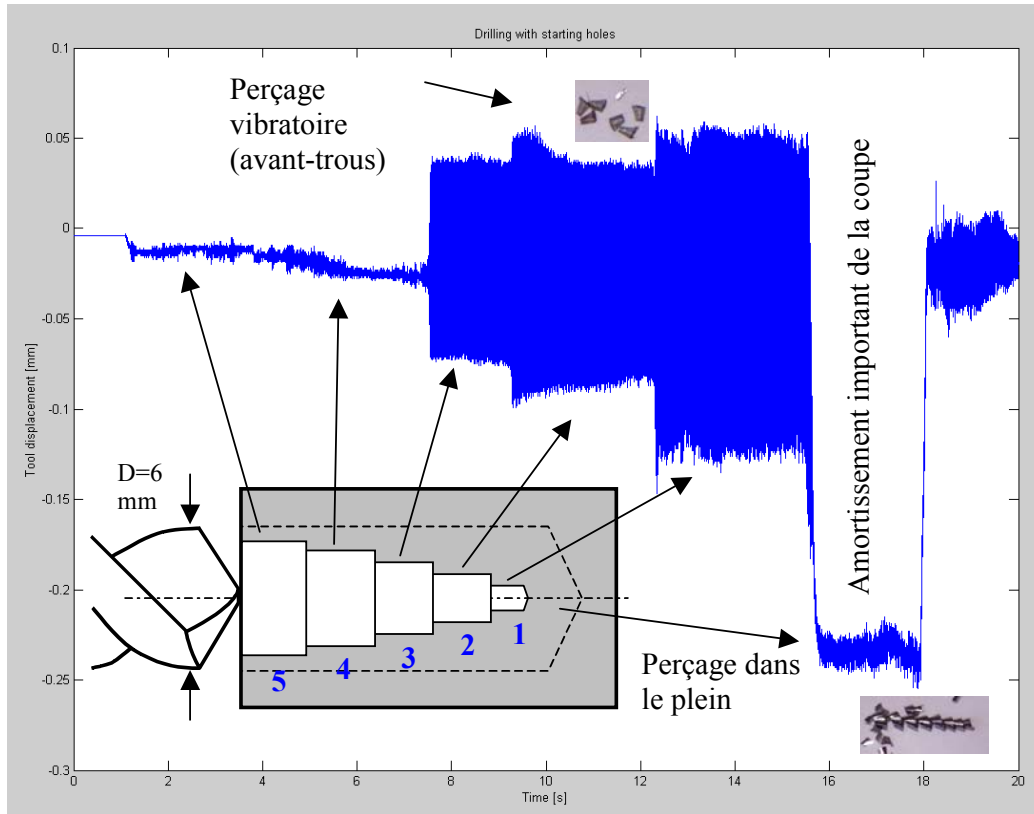 Drilling with starting holes
0.1
0.05
0
-0.05
-0.1
-0.15
-0.2
-0.25
-0.3
Tool displacement [mm]
Perçage
vibratoire
(avant-trous)
Amortissement important de la coupe
D=6
mm
5
4
3
2
1
Perçage dans
le plein
0
2
4
6
8
10
12
14
16
18
20
Time [s]